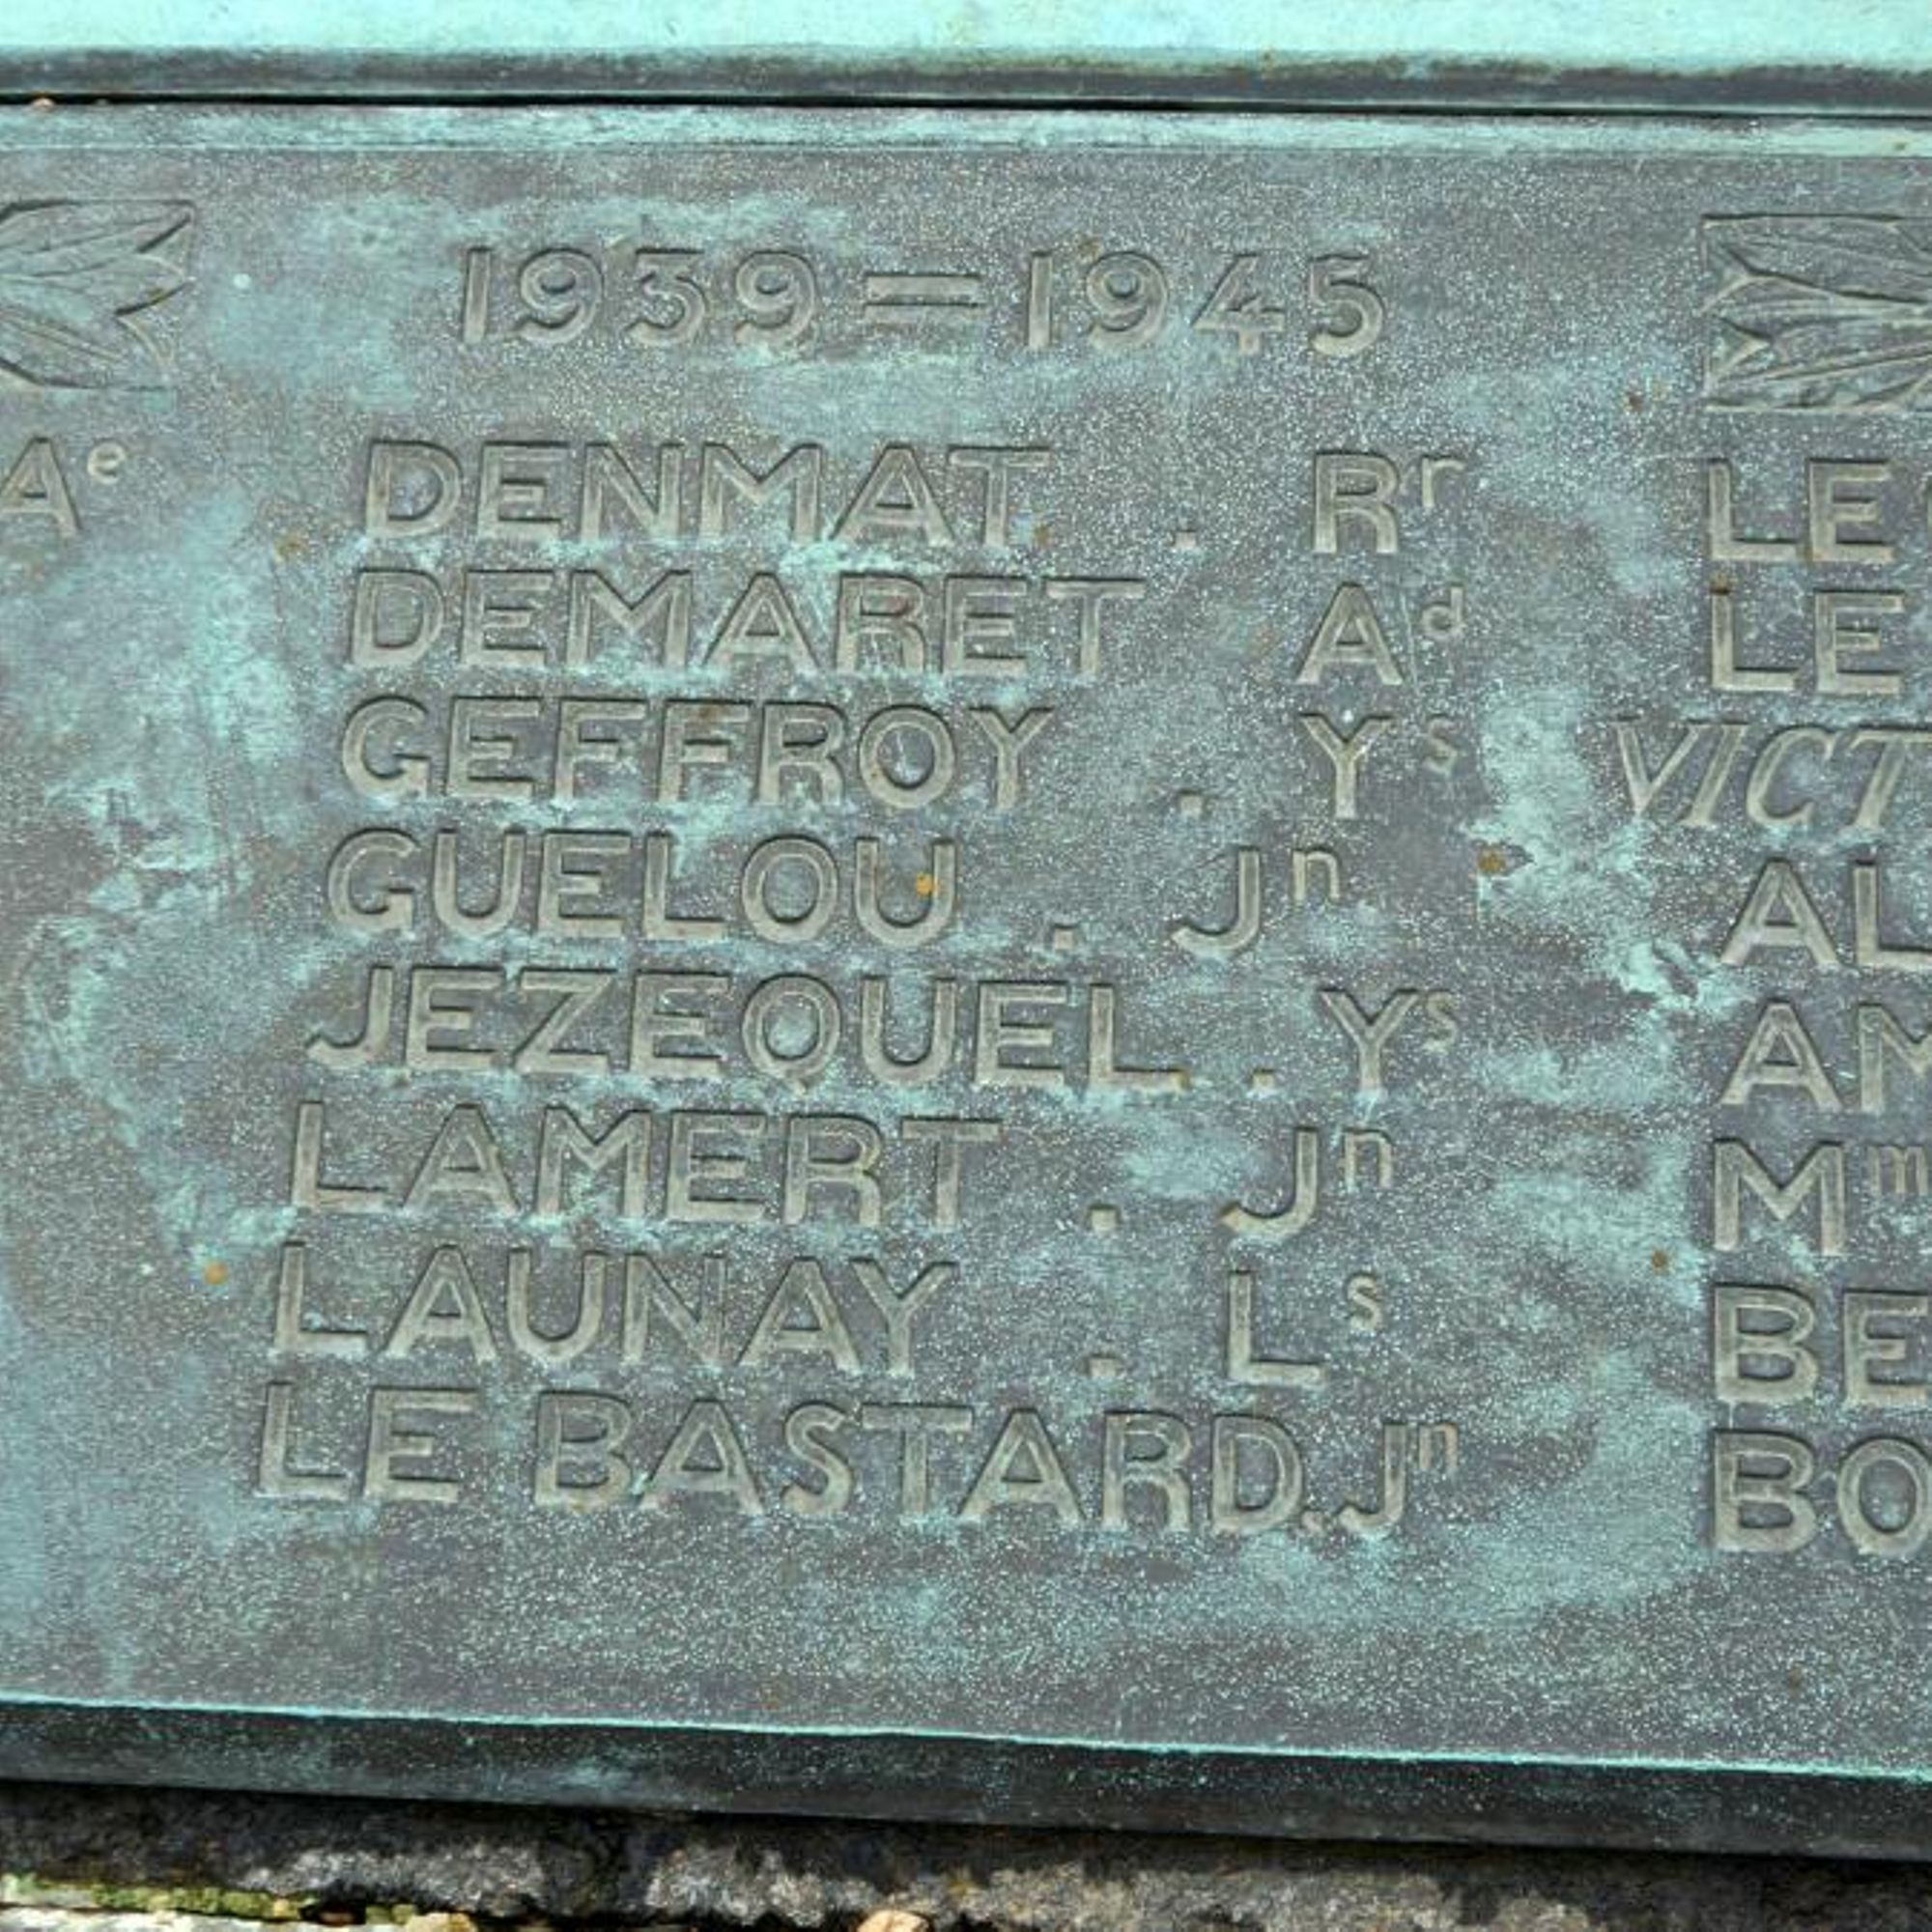 1939=1945
Aᵉ
DENMAT . Rʳ
DEMARET Aᵈ
GEFFROY . Yˢ
GUELOU . Jⁿ
JEZEQUEL . Yˢ
LAMERT . Jⁿ
LAUNAY . Lˢ
LE BASTARD . Jⁿ
LE
LE
VICT
AL
AM
Mᵐ
BE
BO